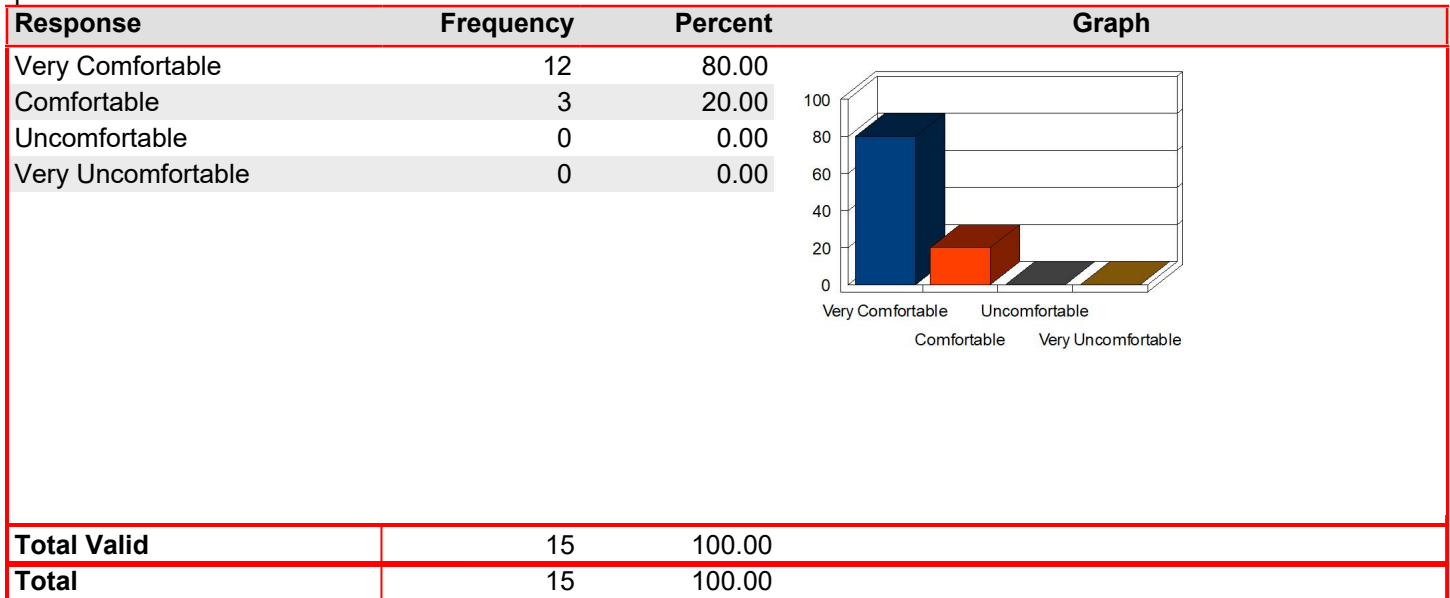 Response Frequency Percent Graph
Very Comfortable 12 80.00
Comfortable 3 20.00
Uncomfortable 0 0.00
Very Uncomfortable 0 0.00
100
80
60
40
20
0
Very Comfortable Uncomfortable
Comfortable Very Uncomfortable
Total Valid 15 100.00
Total 15 100.00